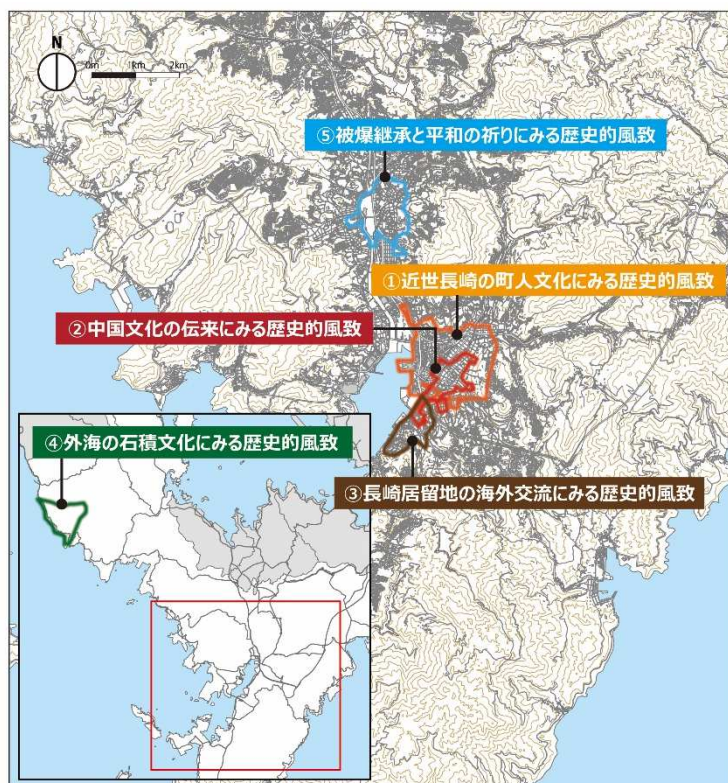 N
0m 1km 2km
⑤被爆継承と平和の祈りにみる歴史的風致
①近世長崎の町人文化にみる歴史的風致
②中国文化の伝来にみる歴史的風致
④外海の石積文化にみる歴史的風致
③長崎居留地の海外交流にみる歴史的風致